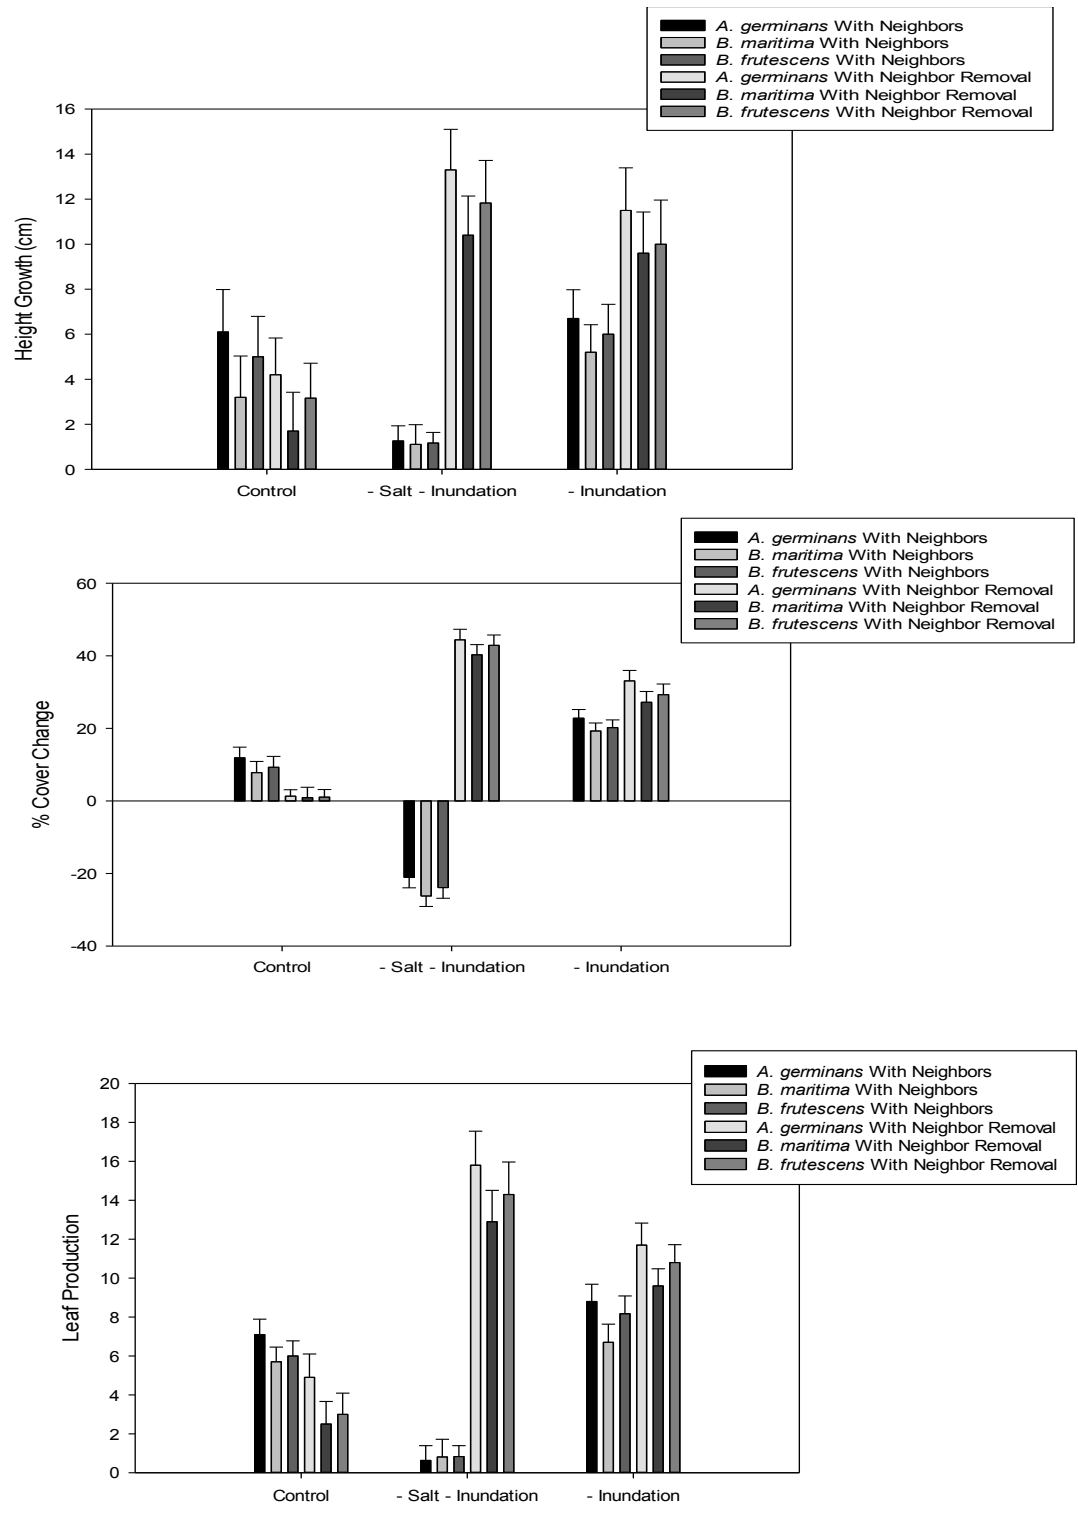 A. germinans With Neighbors
B. maritima With Neighbors
B. frutescens With Neighbors
A. germinans With Neighbor Removal
B. maritima With Neighbor Removal
B. frutescens With Neighbor Removal
Height Growth (cm)
16
14
12
10
8
6
4
2
0
Control
- Salt - Inundation
- Inundation
A. germinans With Neighbors
B. maritima With Neighbors
B. frutescens With Neighbors
A. germinans With Neighbor Removal
B. maritima With Neighbor Removal
B. frutescens With Neighbor Removal
% Cover Change
60
40
20
0
-20
-40
Control
- Salt - Inundation
- Inundation
A. germinans With Neighbors
B. maritima With Neighbors
B. frutescens With Neighbors
A. germinans With Neighbor Removal
B. maritima With Neighbor Removal
B. frutescens With Neighbor Removal
Leaf Production
20
18
16
14
12
10
8
6
4
2
0
Control
- Salt - Inundation
- Inundation